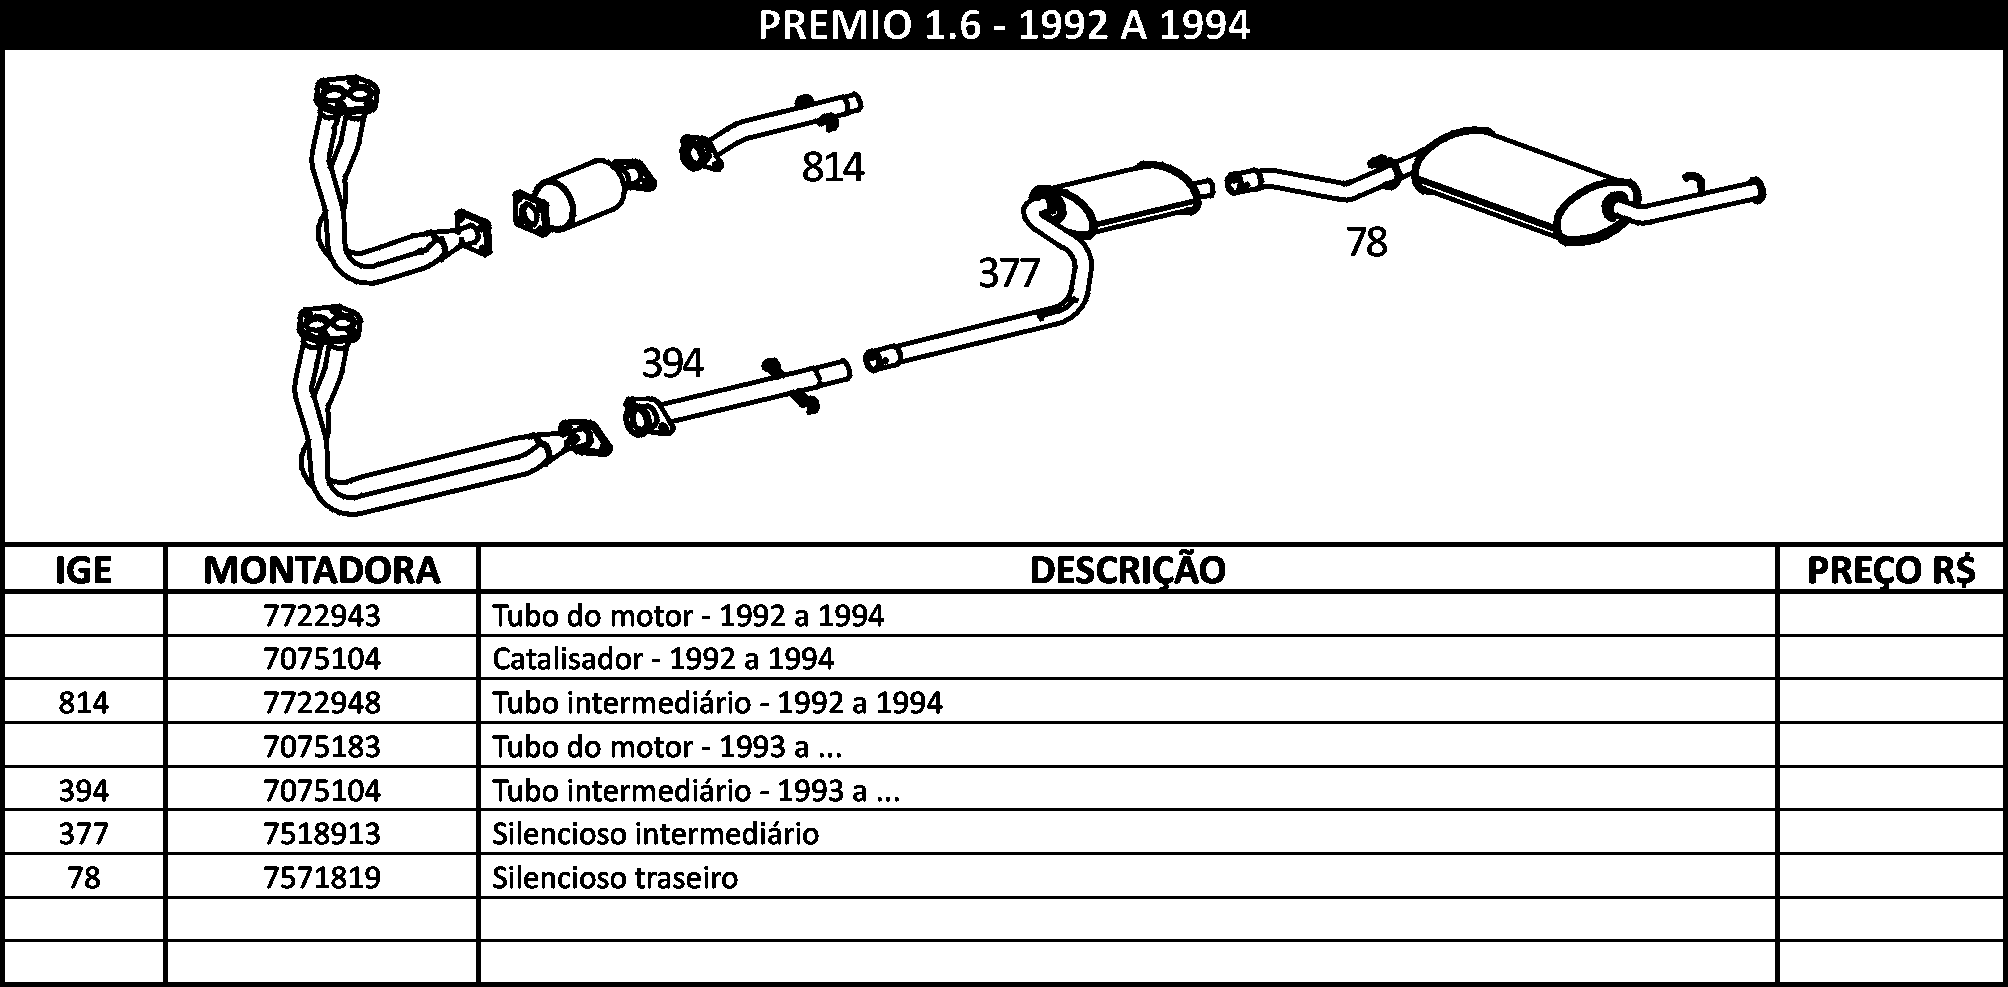 PREMIO 1.6 - 1992 A 1994
814
78
377
394
IGE MONTADORA DESCRIÇÃO PREÇO R$
7722943 Tubo do motor - 1992 a 1994
7075104 Catalisador - 1992 a 1994
814 7722948 Tubo intermediário - 1992 a 1994
7075183 Tubo do motor - 1993 a ...
394 7075104 Tubo intermediário - 1993 a ...
377 7518913 Silencioso intermediário
78 7571819 Silencioso traseiro